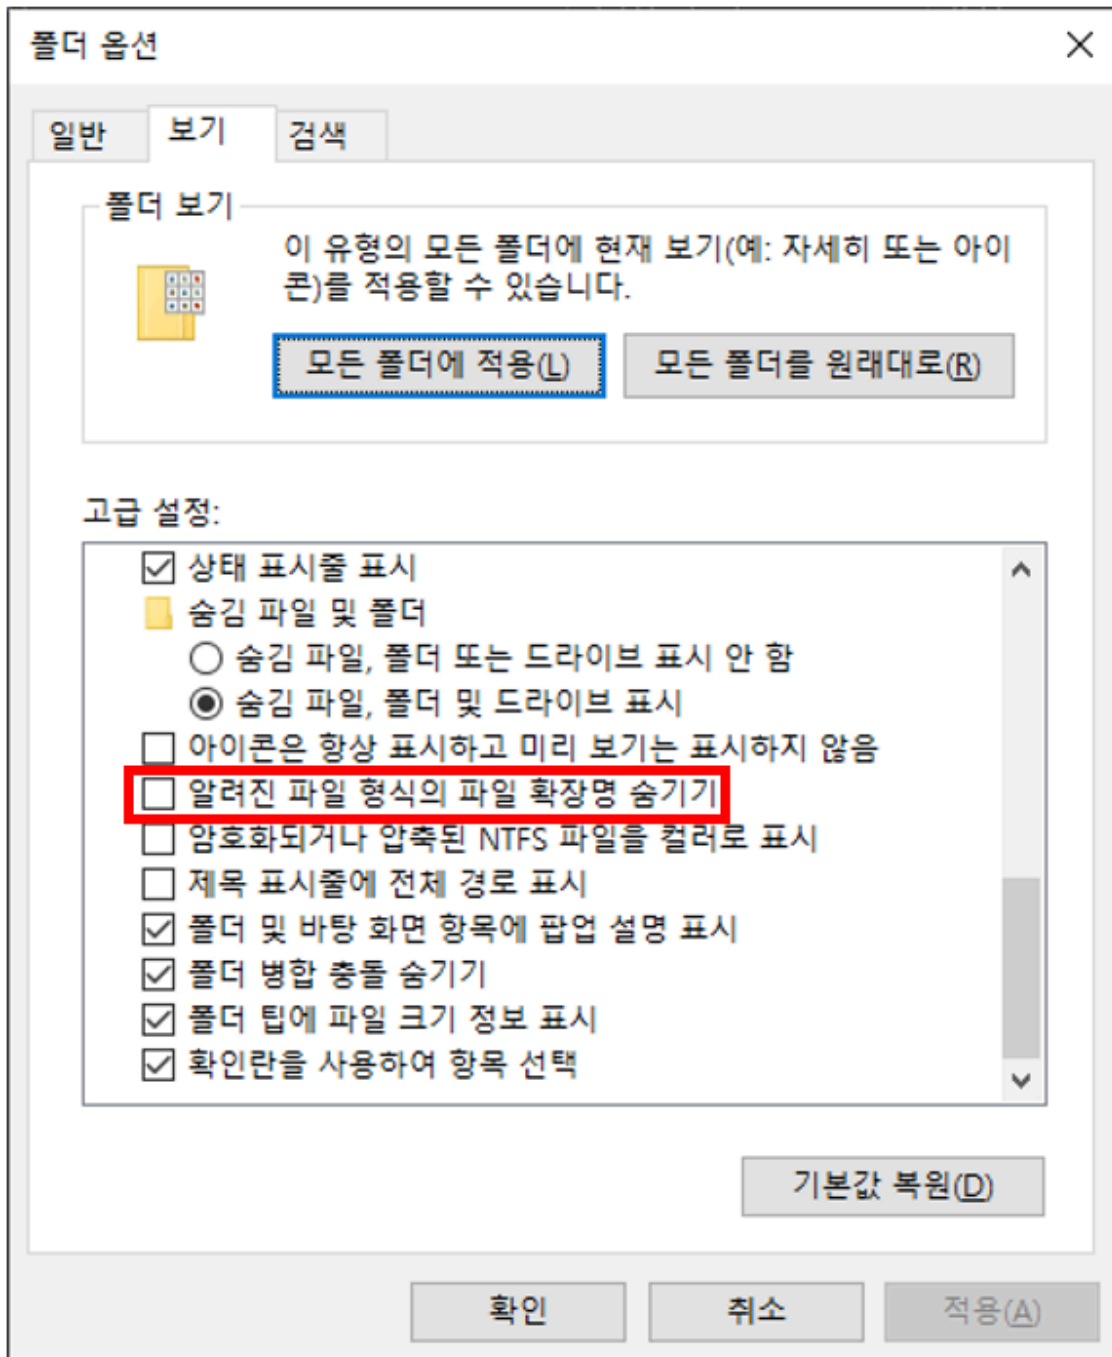 폴더 옵션
일반 보기 검색
폴더 보기
이 유형의 모든 폴더에 현재 보기(예: 자세히 또는 아이
콘)를 적용할 수 있습니다.
모든 폴더에 적용(L) 모든 폴더를 원래대로(R)
고급 설정:
상태 표시줄 표시
숨김 파일 및 폴더
숨김 파일, 폴더 또는 드라이브 표시 안 함
숨김 파일, 폴더 및 드라이브 표시
아이콘은 항상 표시하고 미리 보기는 표시하지 않음
알려진 파일 형식의 파일 확장명 숨기기
암호화되거나 압축된 NTFS 파일을 컬러로 표시
제목 표시줄에 전체 경로 표시
폴더 및 바탕 화면 항목에 팝업 설명 표시
폴더 병합 충돌 숨기기
폴더 팁에 파일 크기 정보 표시
확인란을 사용하여 항목 선택
기본값 복원(D)
확인 취소 적용(A)